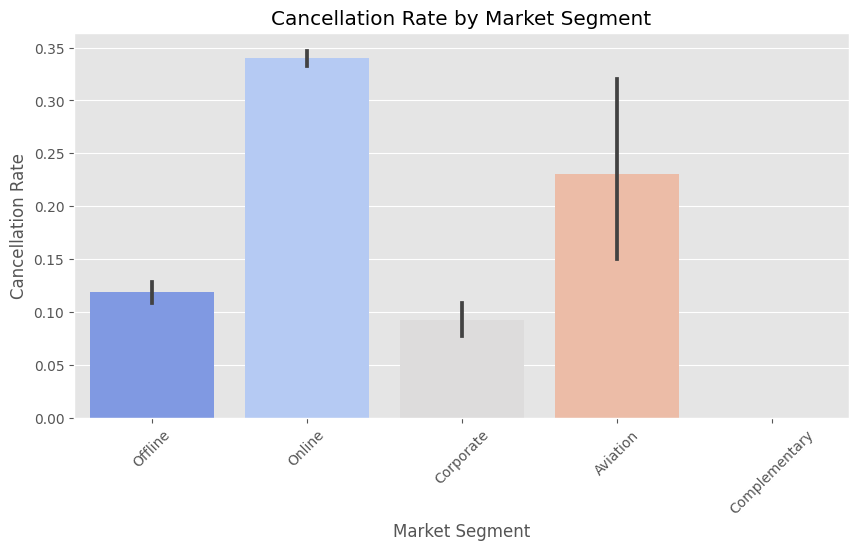 Cancellation Rate by Market Segment
Cancellation Rate
0.35
0.30
0.25
0.20
0.15
0.10
0.05
0.00
Offline
Online
Corporate
Aviation
Complementary
Market Segment